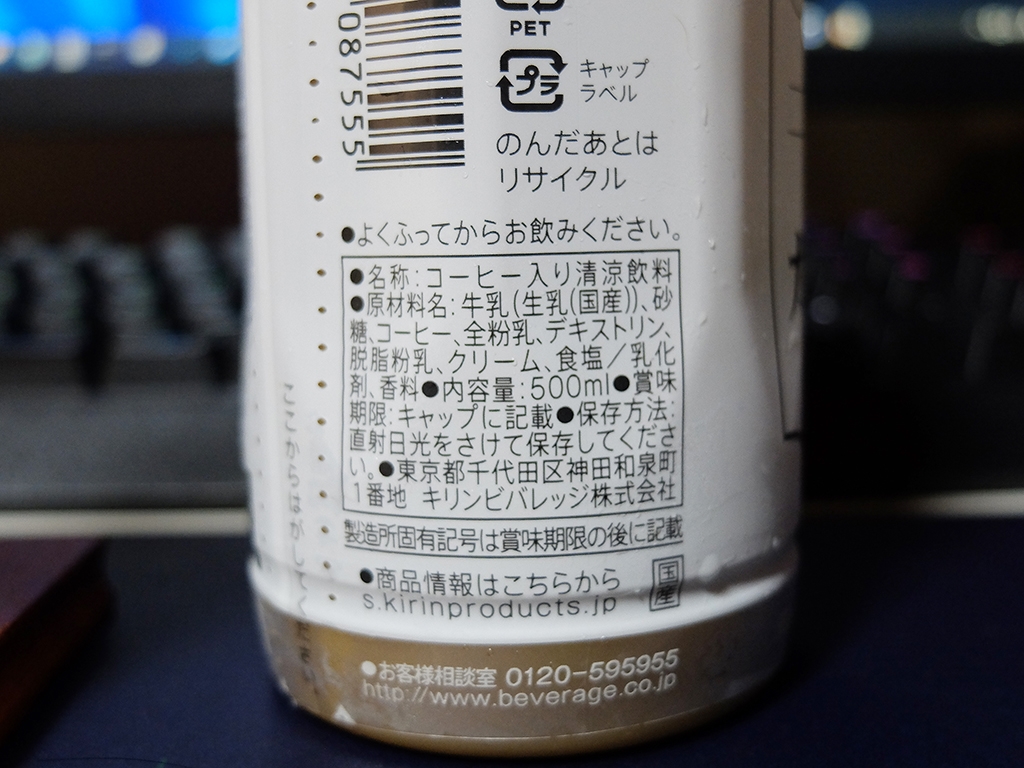 087555
PET
プラ
キャップ
ラベル
のんだあとは
リサイクル
●よくふってからお飲みください。
●名称:コーヒー入り清涼飲料
●原材料名:牛乳(生乳(国産))、砂
糖、コーヒー、全粉乳、デキストリン、
脱脂粉乳、クリーム、食塩/乳化
剤、香料●内容量:500ml●賞味
期限:キャップに記載●保存方法:
直射日光をさけて保存してくださ
い。●東京都千代田区神田和泉町
1番地 キリンビバレッジ株式会社
製造所固有記号は賞味期限の後に記載
●商品情報はこちらから
s.kirinproducts.jp
国産
●お客様相談室 0120-595955
http://www.beverage.co.jp
ここからはがしてください